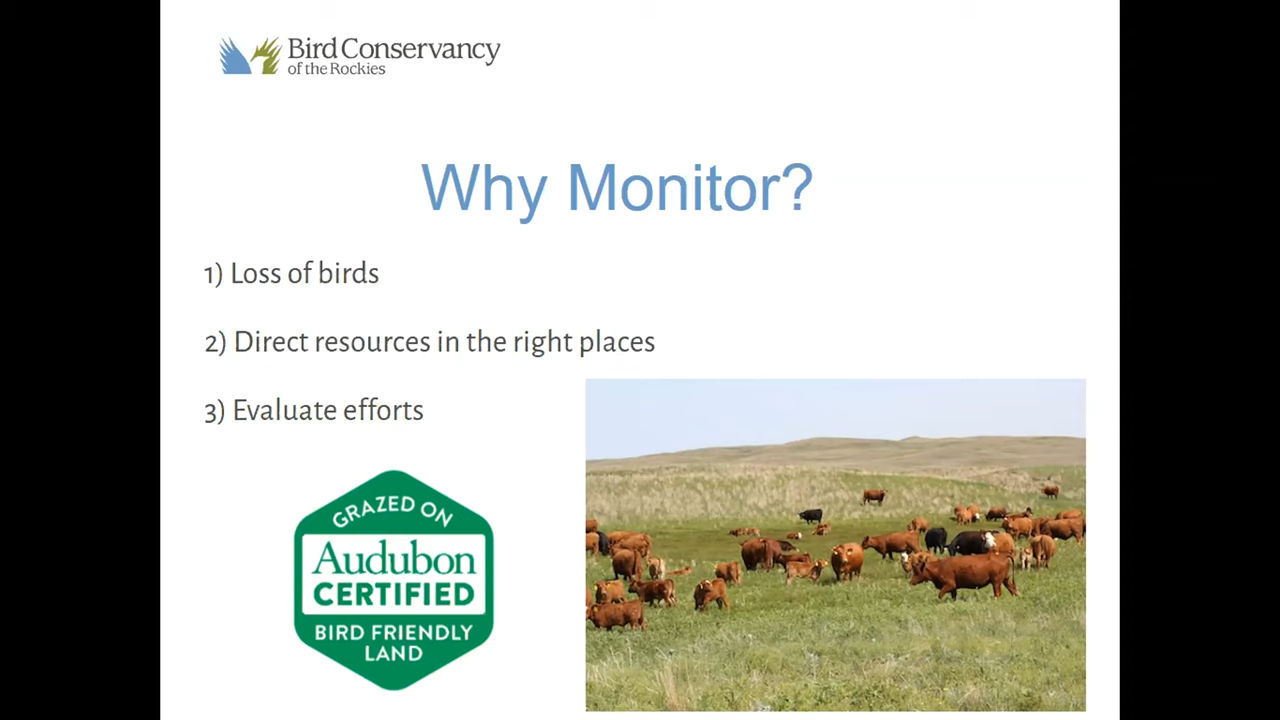 Bird Conservancy
of the Rockies
Why Monitor?
1) Loss of birds
2) Direct resources in the right places
3) Evaluate efforts
GRAZED ON
Audubon
CERTIFIED
BIRD FRIENDLY
LAND